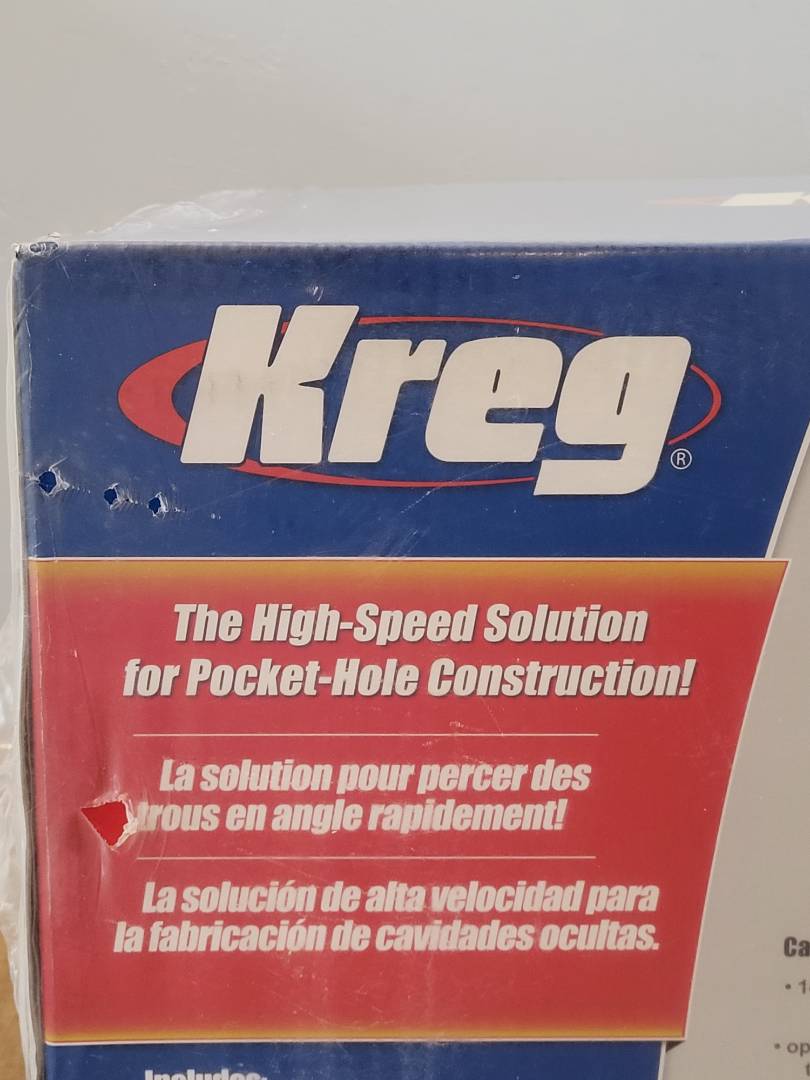 Kreg®
The High-Speed Solution
for Pocket-Hole Construction!
La solution pour percer des
trous en angle rapidement!
La solución de alta velocidad para
la fabricación de cavidades ocultas.
Includes: